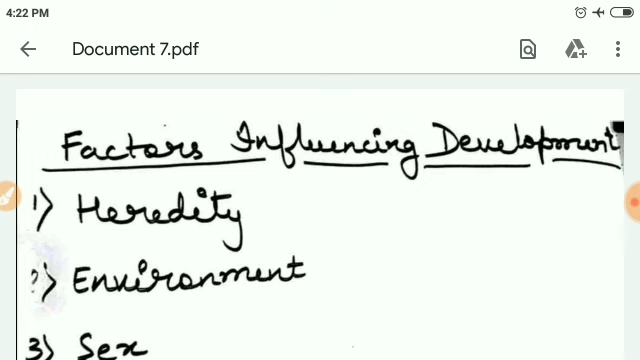 4:22 PM
Document 7.pdf
Factors Influencing Development
1) Heredity
2) Environment
3) Sex